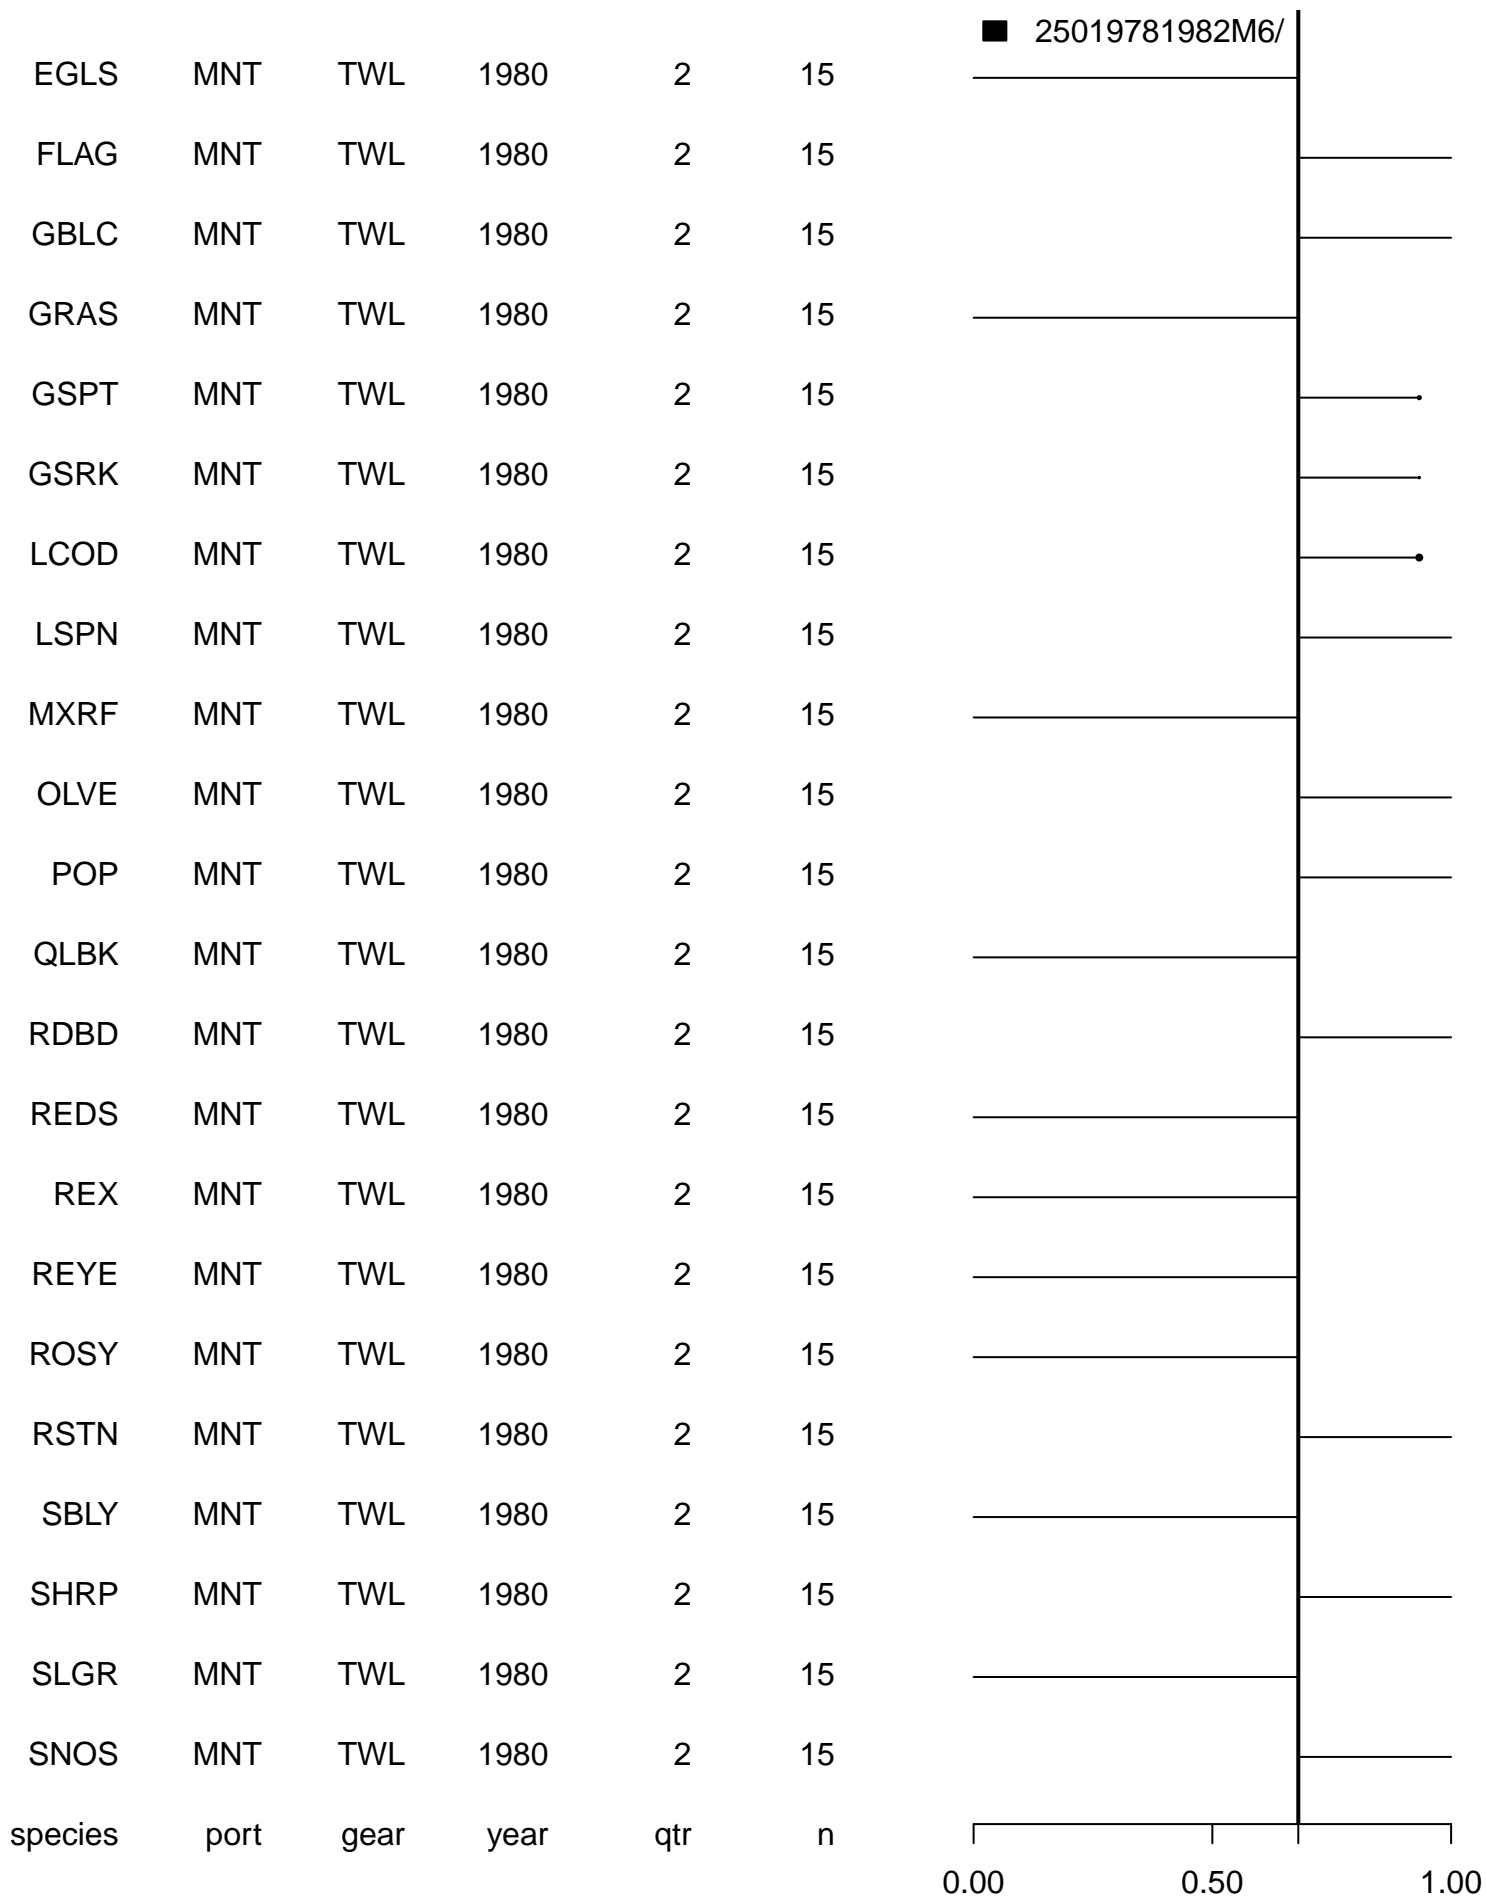 25019781982M6/
EGLS MNT TWL 1980 2 15
FLAG MNT TWL 1980 2 15
GBLC MNT TWL 1980 2 15
GRAS MNT TWL 1980 2 15
GSPT MNT TWL 1980 2 15
GSRK MNT TWL 1980 2 15
LCOD MNT TWL 1980 2 15
LSPN MNT TWL 1980 2 15
MXRF MNT TWL 1980 2 15
OLVE MNT TWL 1980 2 15
POP MNT TWL 1980 2 15
QLBK MNT TWL 1980 2 15
RDBD MNT TWL 1980 2 15
REDS MNT TWL 1980 2 15
REX MNT TWL 1980 2 15
REYE MNT TWL 1980 2 15
ROSY MNT TWL 1980 2 15
RSTN MNT TWL 1980 2 15
SBLY MNT TWL 1980 2 15
SHRP MNT TWL 1980 2 15
SLGR MNT TWL 1980 2 15
SNOS MNT TWL 1980 2 15
species port gear year qtr n
0.00 0.50 1.00